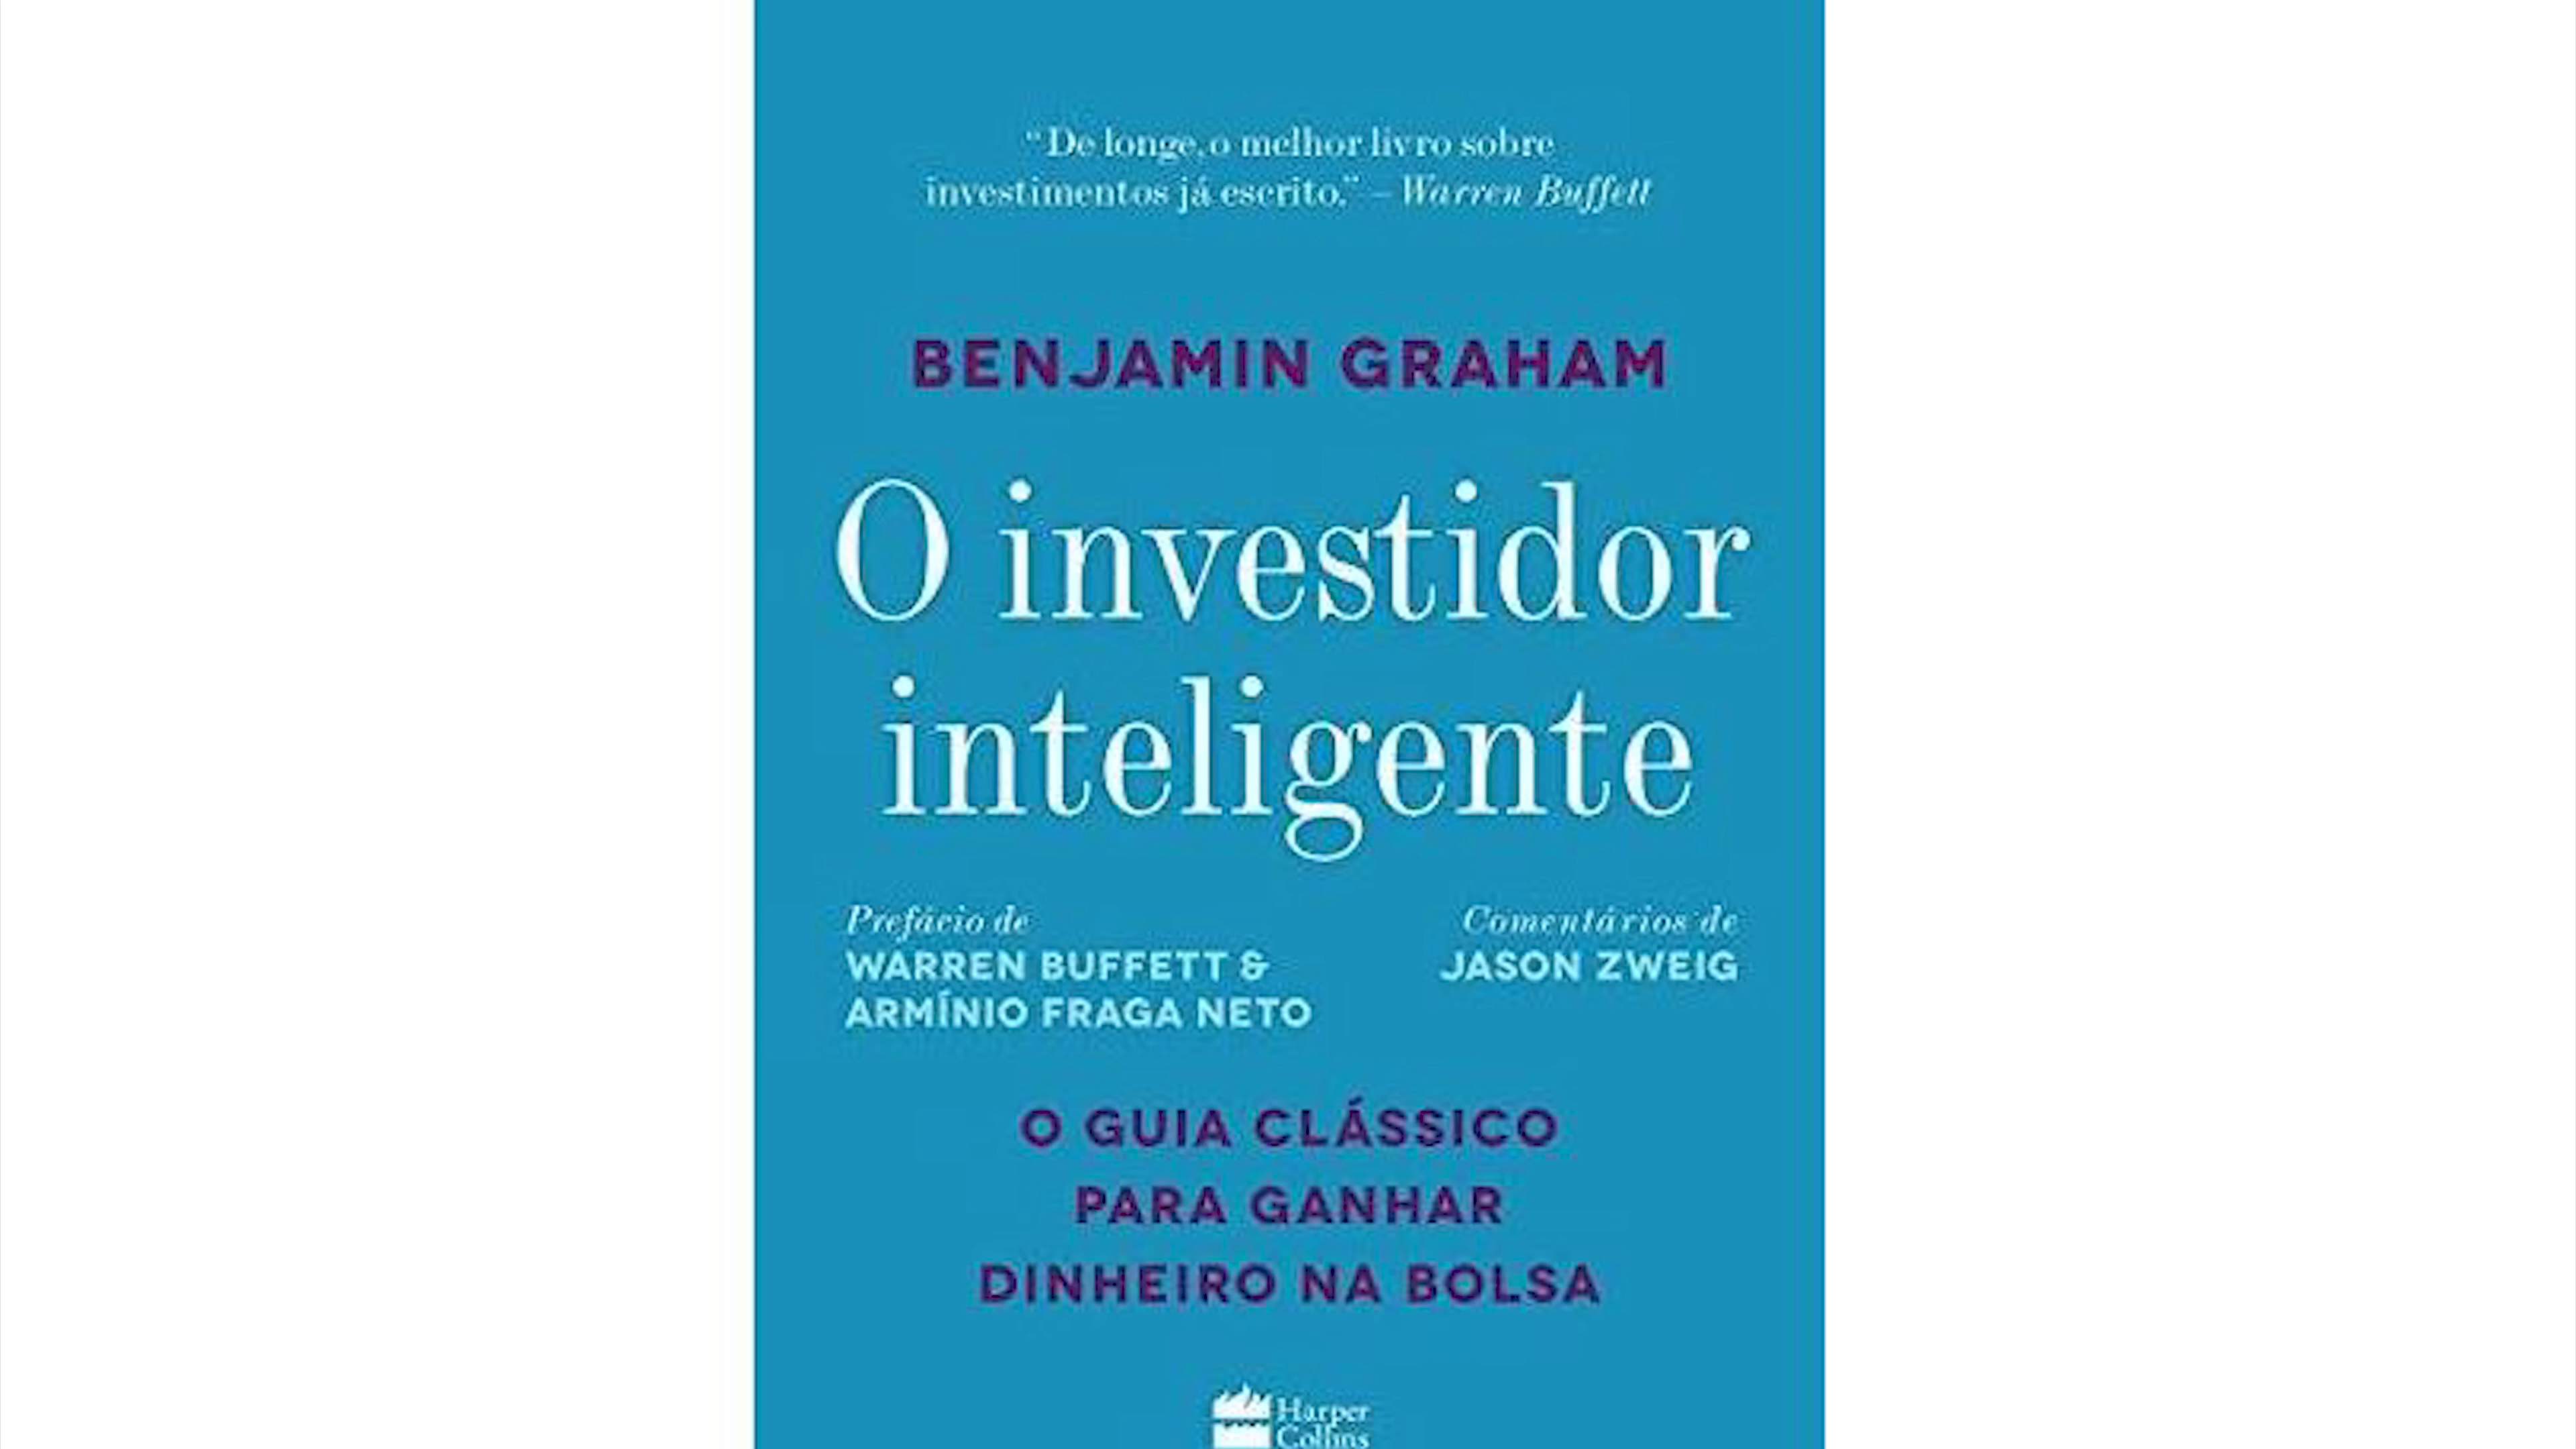 “De longe, o melhor livro sobre
investimentos já escrito.” – Warren Buffett
BENJAMIN GRAHAM
O investidor
inteligente
Prefácio de
WARREN BUFFETT &
ARMÍNIO FRAGA NETO
Comentários de
JASON ZWEIG
O GUIA CLÁSSICO
PARA GANHAR
DINHEIRO NA BOLSA
Harper
Collins